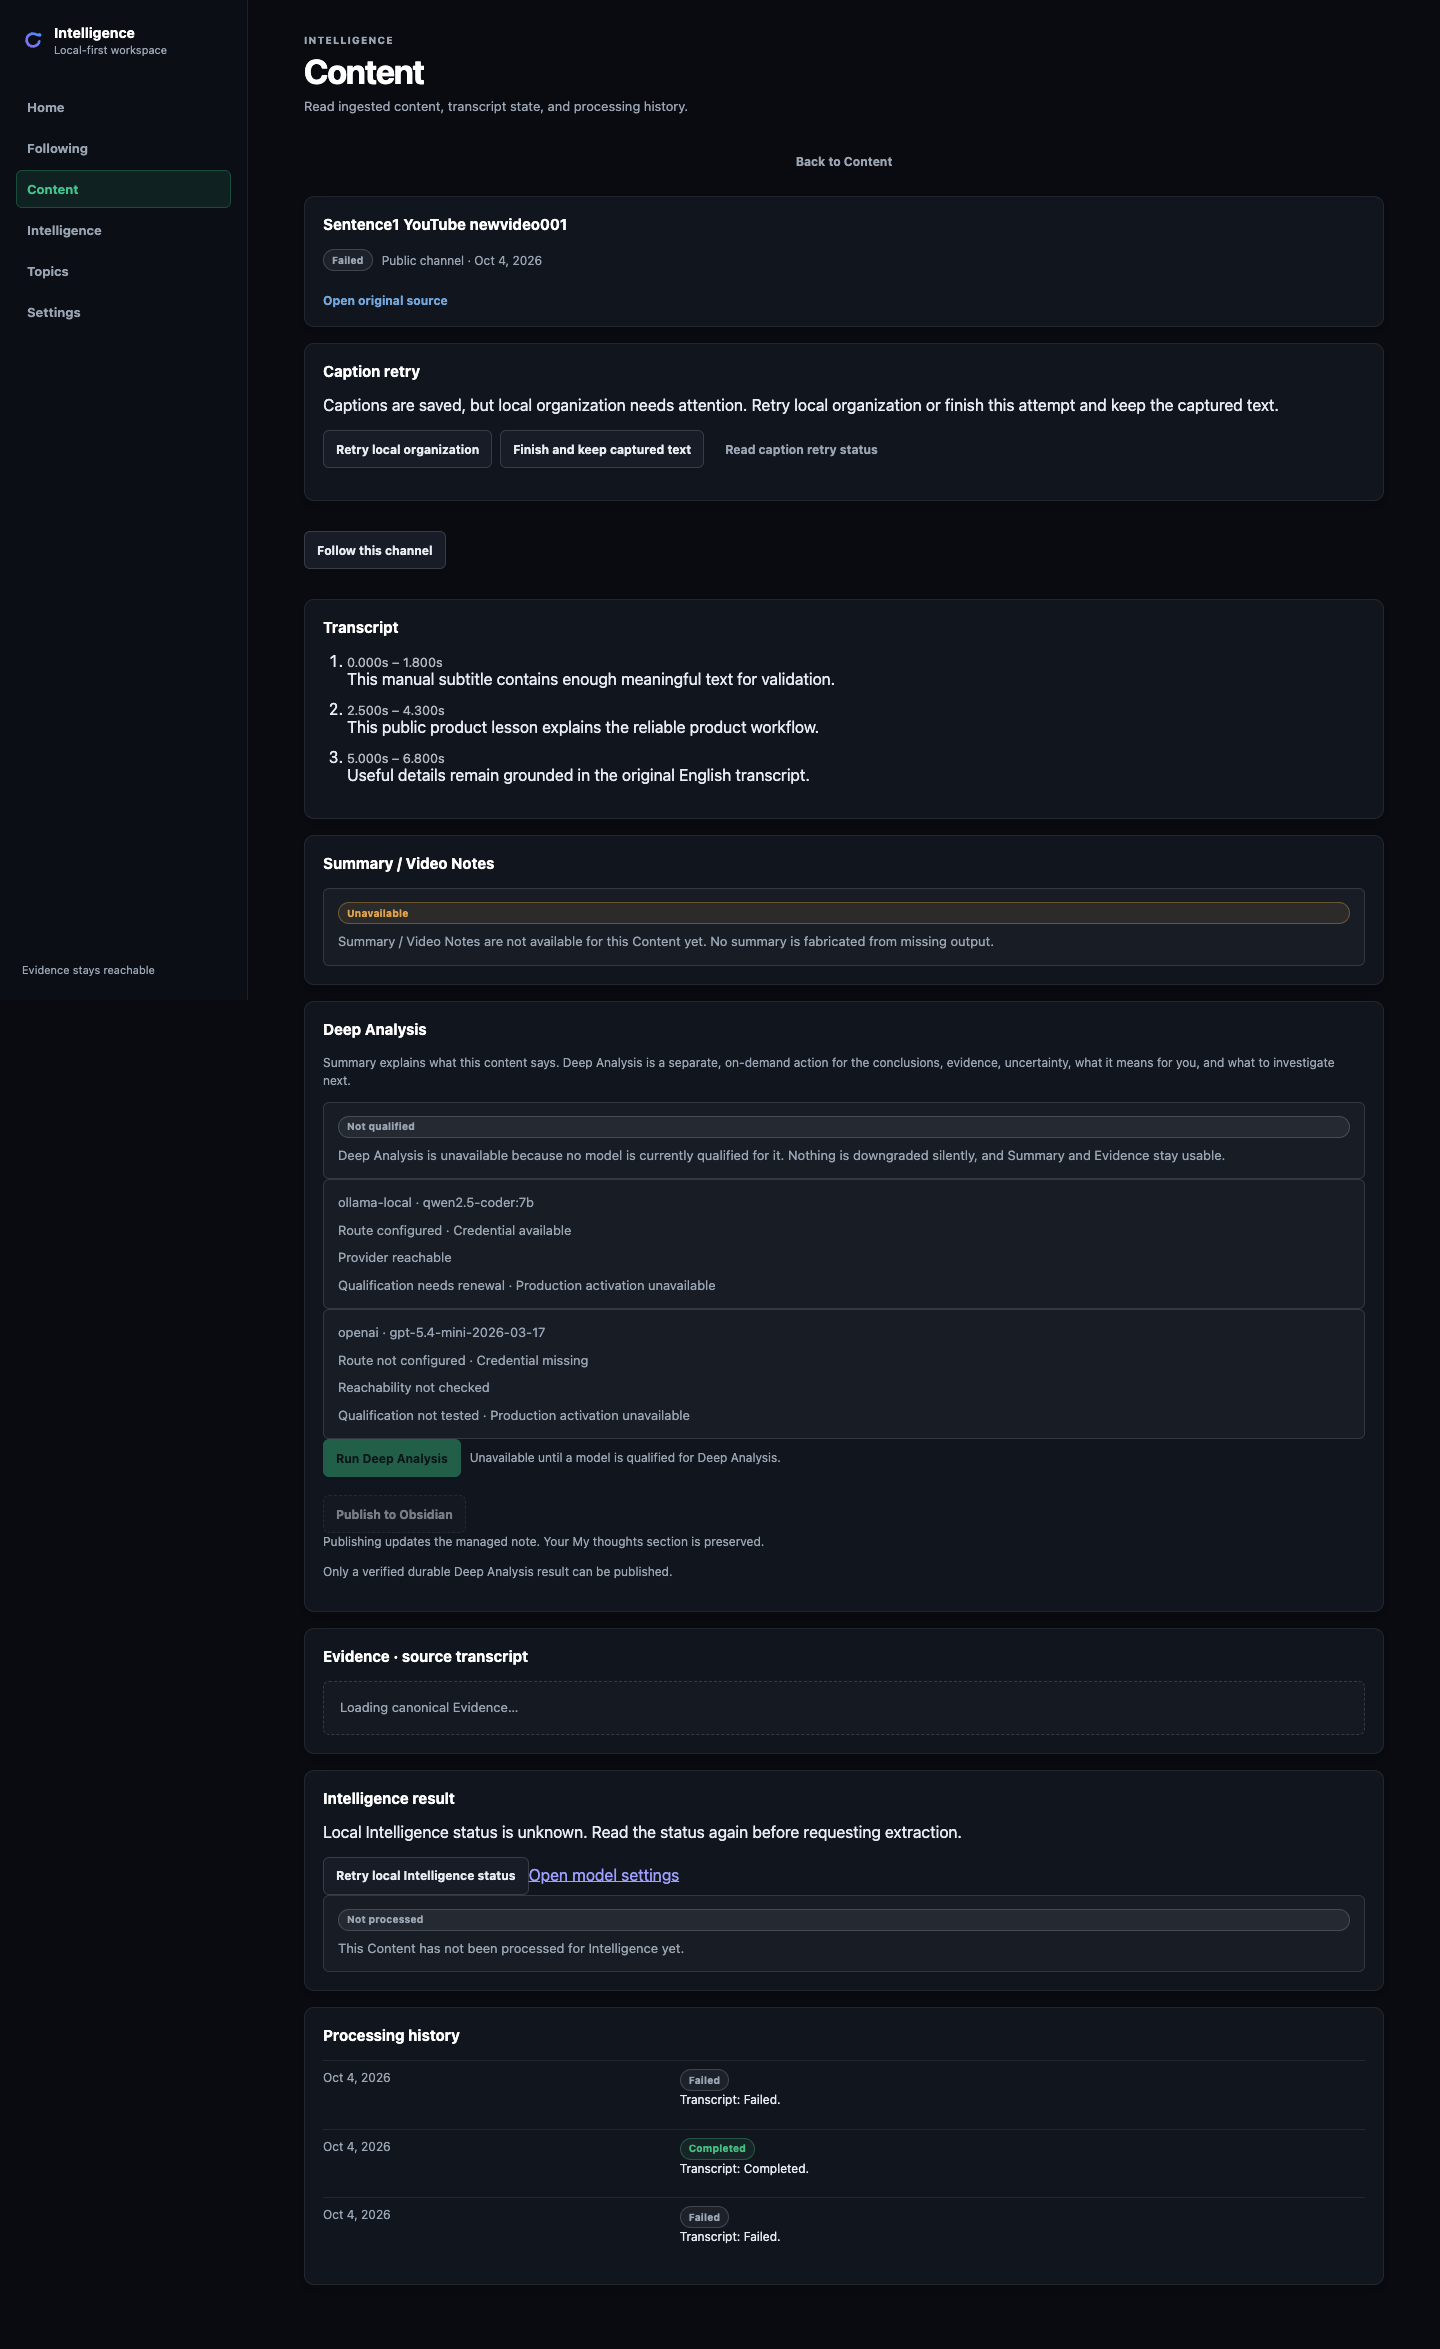 Intelligence
Local-first workspace
Home
Following
Content
Intelligence
Topics
Settings
Evidence stays reachable
INTELLIGENCE
Content
Read ingested content, transcript state, and processing history.
Back to Content
Sentence1 YouTube newvideo001
Failed Public channel · Oct 4, 2026
Open original source
Caption retry
Captions are saved, but local organization needs attention. Retry local organization or finish this attempt and keep the captured text.
Retry local organization Finish and keep captured text Read caption retry status
Follow this channel
Transcript
1. 0.000s – 1.800s
This manual subtitle contains enough meaningful text for validation.
2. 2.500s – 4.300s
This public product lesson explains the reliable product workflow.
3. 5.000s – 6.800s
Useful details remain grounded in the original English transcript.
Summary / Video Notes
Unavailable
Summary / Video Notes are not available for this Content yet. No summary is fabricated from missing output.
Deep Analysis
Summary explains what this content says. Deep Analysis is a separate, on-demand action for the conclusions, evidence, uncertainty, what it means for you, and what to investigate
next.
Not qualified
Deep Analysis is unavailable because no model is currently qualified for it. Nothing is downgraded silently, and Summary and Evidence stay usable.
ollama-local · qwen2.5-coder:7b
Route configured · Credential available
Provider reachable
Qualification needs renewal · Production activation unavailable
openai · gpt-5.4-mini-2026-03-17
Route not configured · Credential missing
Reachability not checked
Qualification not tested · Production activation unavailable
Run Deep Analysis Unavailable until a model is qualified for Deep Analysis.
Publish to Obsidian
Publishing updates the managed note. Your My thoughts section is preserved.
Only a verified durable Deep Analysis result can be published.
Evidence · source transcript
Loading canonical Evidence...
Intelligence result
Local Intelligence status is unknown. Read the status again before requesting extraction.
Retry local Intelligence status Open model settings
Not processed
This Content has not been processed for Intelligence yet.
Processing history
Oct 4, 2026 Failed
Transcript: Failed.
Oct 4, 2026 Completed
Transcript: Completed.
Oct 4, 2026 Failed
Transcript: Failed.